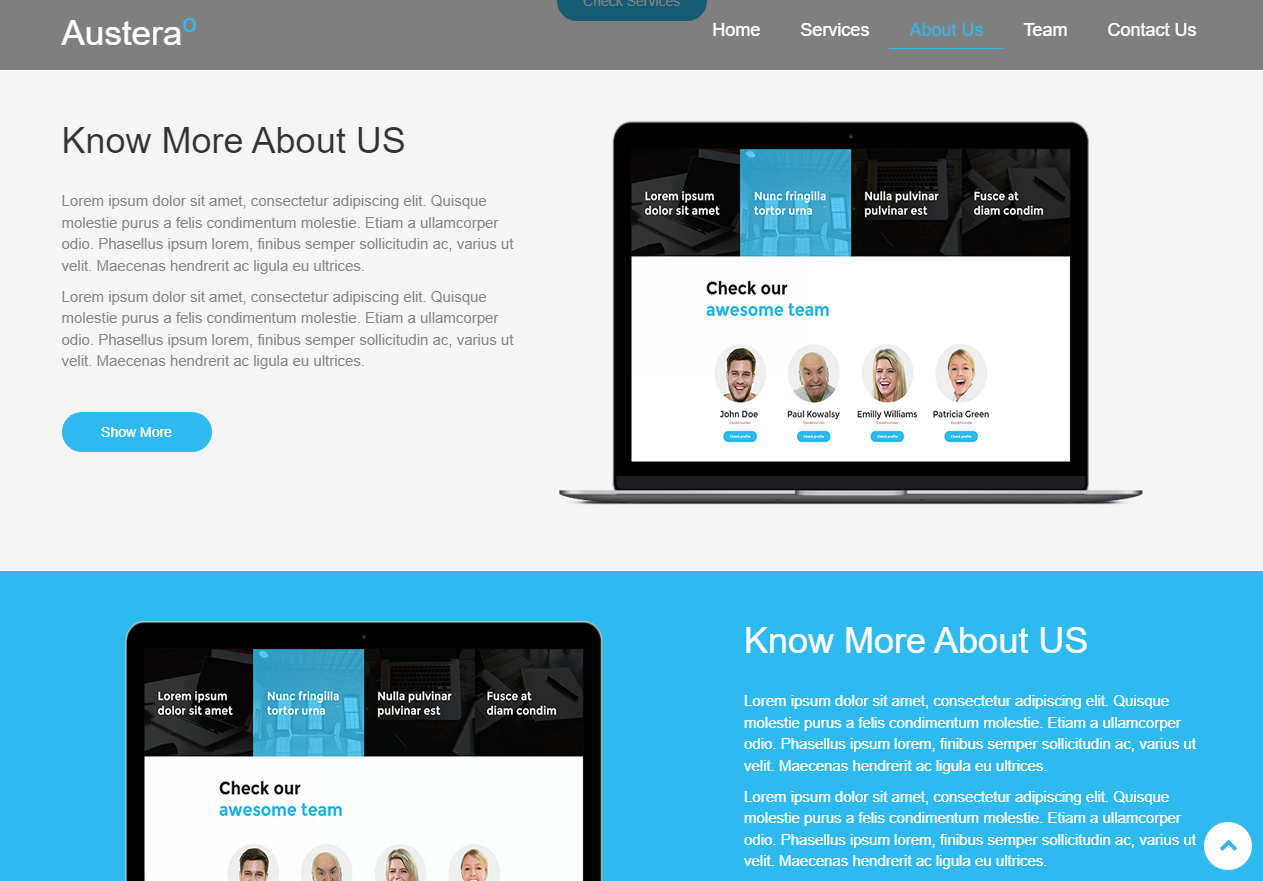 Check Services
Austera°
Home
Services
About Us
Team
Contact Us
Know More About US
Lorem ipsum dolor sit amet, consectetur adipiscing elit. Quisque
molestie purus a felis condimentum molestie. Etiam a ullamcorper
odio. Phasellus ipsum lorem, finibus semper sollicitudin ac, varius ut
velit. Maecenas hendrerit ac ligula eu ultrices.
Lorem ipsum dolor sit amet, consectetur adipiscing elit. Quisque
molestie purus a felis condimentum molestie. Etiam a ullamcorper
odio. Phasellus ipsum lorem, finibus semper sollicitudin ac, varius ut
velit. Maecenas hendrerit ac ligula eu ultrices.
Show More
Lorem ipsum
dolor sit amet
Nunc fringilla
tortor urna
Nulla pulvinar
pulvinar est
Fusce at
diam condim
Check our
awesome team
John Doe
Paul Kowalsy
Emilly Williams
Patricia Green
Check profile
Check profile
Check profile
Check profile
Lorem ipsum
dolor sit amet
Nunc fringilla
tortor urna
Nulla pulvinar
pulvinar est
Fusce at
diam condim
Check our
awesome team
Know More About US
Lorem ipsum dolor sit amet, consectetur adipiscing elit. Quisque
molestie purus a felis condimentum molestie. Etiam a ullamcorper
odio. Phasellus ipsum lorem, finibus semper sollicitudin ac, varius ut
velit. Maecenas hendrerit ac ligula eu ultrices.
Lorem ipsum dolor sit amet, consectetur adipiscing elit. Quisque
molestie purus a felis condimentum molestie. Etiam a ullamcorper
odio. Phasellus ipsum lorem, finibus semper sollicitudin ac, varius ut
velit. Maecenas hendrerit ac ligula eu ultrices.